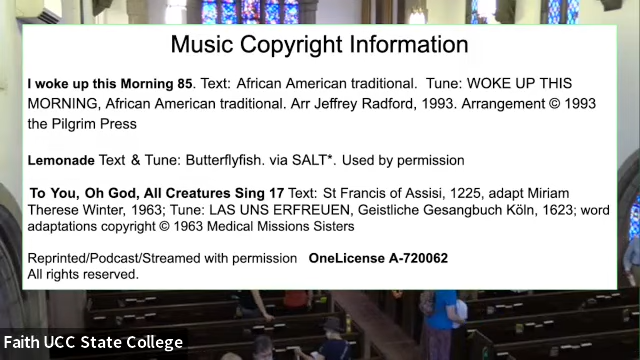 Music Copyright Information
I woke up this Morning 85. Text: African American traditional. Tune: WOKE UP THIS
MORNING, African American traditional. Arr Jeffrey Radford, 1993. Arrangement © 1993
the Pilgrim Press
Lemonade Text & Tune: Butterflyfish. via SALT*. Used by permission
To You, Oh God, All Creatures Sing 17 Text: St Francis of Assisi, 1225, adapt Miriam
Therese Winter, 1963; Tune: LAS UNS ERFREUEN, Geistliche Gesangbuch Köln, 1623; word
adaptations copyright © 1963 Medical Missions Sisters
Reprinted/Podcast/Streamed with permission OneLicense A-720062
All rights reserved.
Faith UCC State College